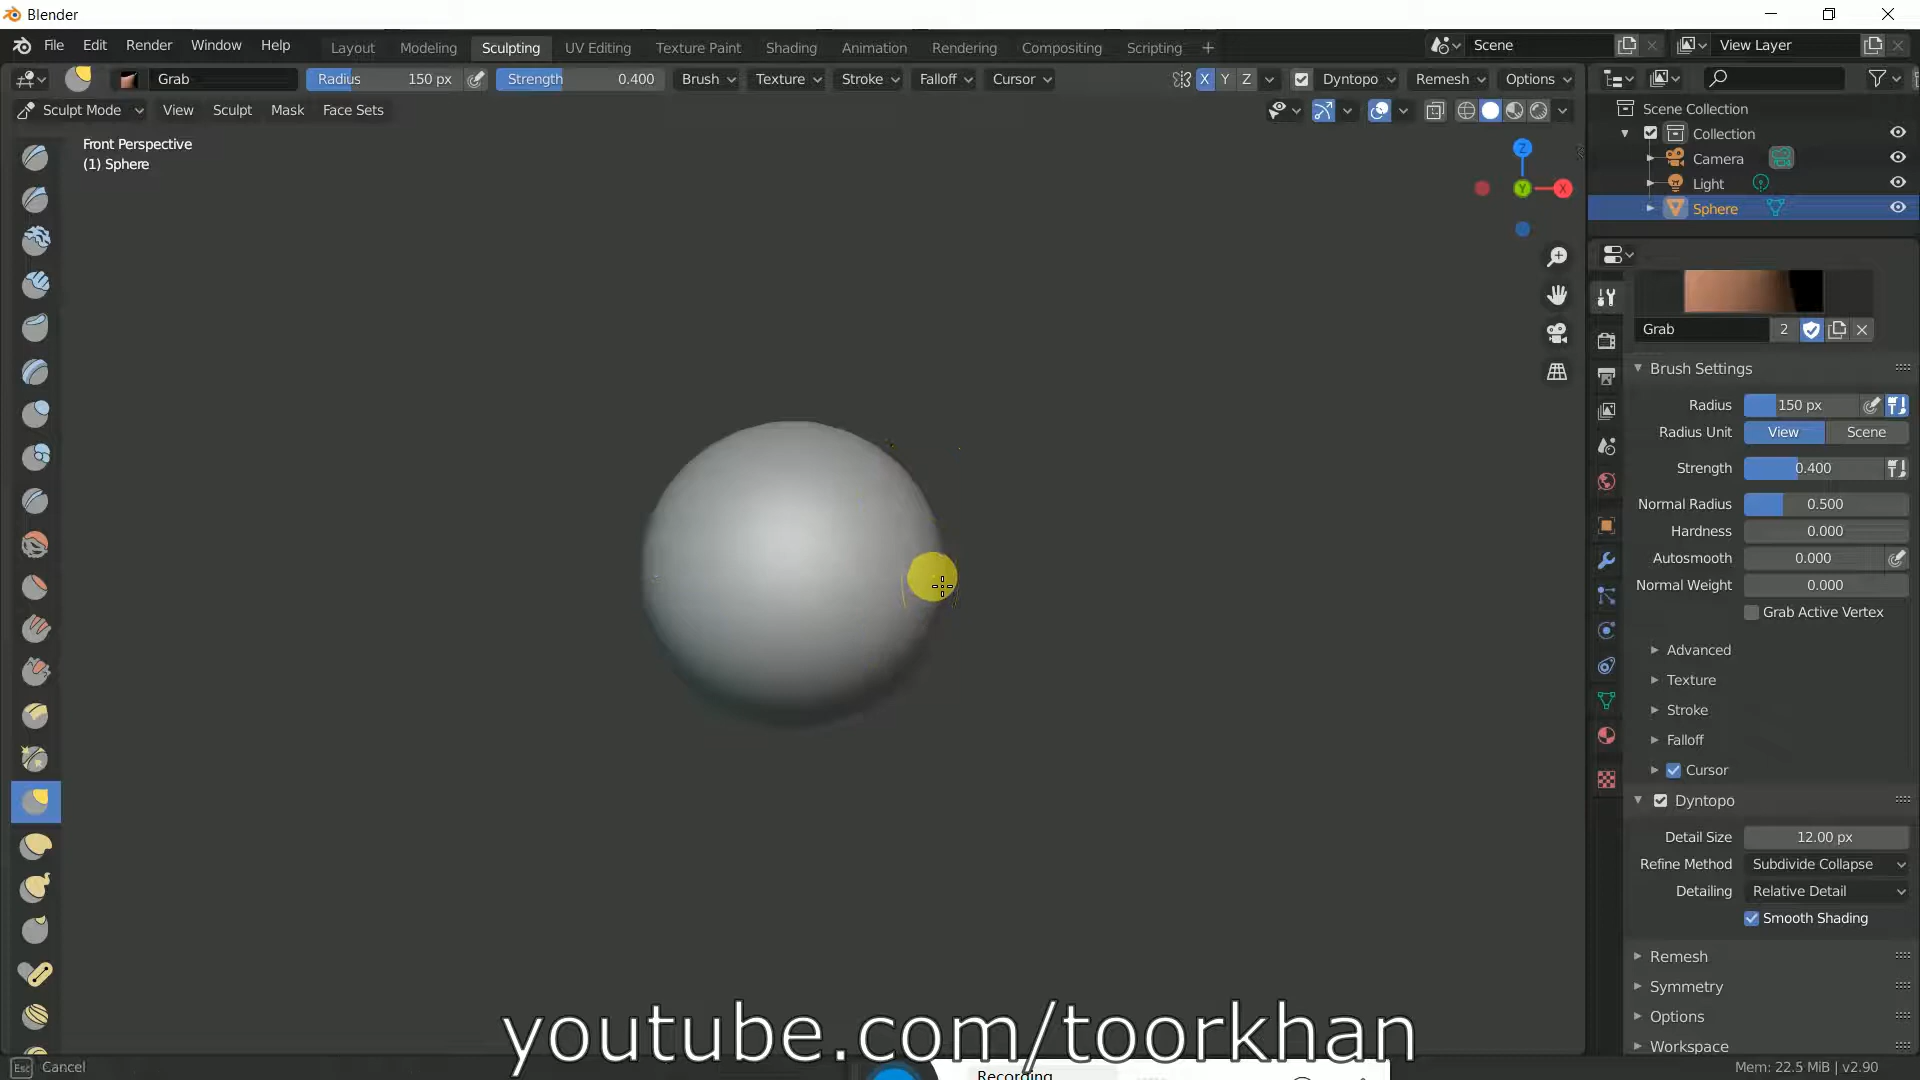 Blender
File Edit Render Window Help Layout Modeling Sculpting UV Editing Texture Paint Shading Animation Rendering Compositing Scripting + Scene View Layer
Grab Radius 150 px Strength 0.400 Brush Texture Stroke Falloff Cursor X Y Z Dyntopo Remesh Options
Sculpt Mode View Sculpt Mask Face Sets
Front Perspective
(1) Sphere
Z
Y
X
Scene Collection
Collection
Camera
Light
Sphere
Grab 2
Brush Settings
Radius 150 px
Radius Unit View Scene
Strength 0.400
Normal Radius 0.500
Hardness 0.000
Autosmooth 0.000
Normal Weight 0.000
Grab Active Vertex
Advanced
Texture
Stroke
Falloff
Cursor
Dyntopo
Detail Size 12.00 px
Refine Method Subdivide Collapse
Detailing Relative Detail
Smooth Shading
Remesh
Symmetry
Options
Workspace
youtube.com/toorkhan
Esc Cancel
Recording
Mem: 22.5 MiB | v2.90